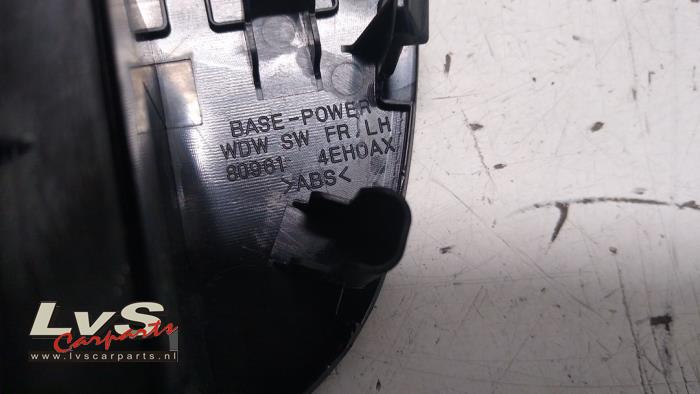 BASE-POWER
WDW SW FR/LH
80961 4EH0AX
>ABS<
LvS
Carparts
www.lvscarparts.nl